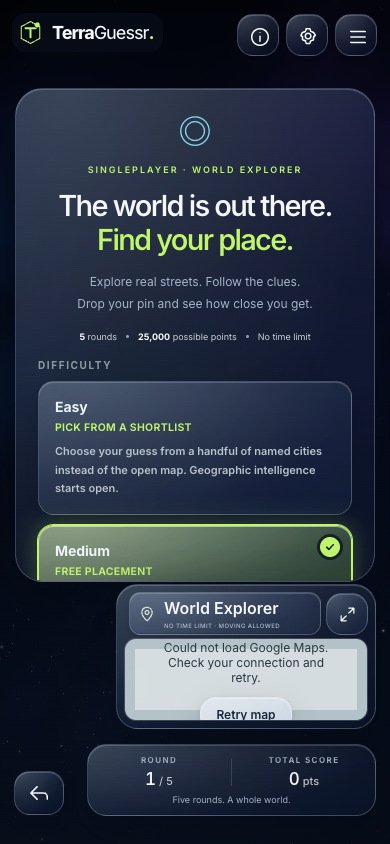 TerraGuessr.
SINGLEPLAYER · WORLD EXPLORER
The world is out there.
Find your place.
Explore real streets. Follow the clues.
Drop your pin and see how close you get.
5 rounds • 25,000 possible points • No time limit
DIFFICULTY
Easy
PICK FROM A SHORTLIST
Choose your guess from a handful of named cities
instead of the open map. Geographic intelligence
starts open.
Medium
FREE PLACEMENT
World Explorer
NO TIME LIMIT · MOVING ALLOWED
Could not load Google Maps.
Check your connection and
retry.
Retry map
ROUND
1 / 5
TOTAL SCORE
0 pts
Five rounds. A whole world.